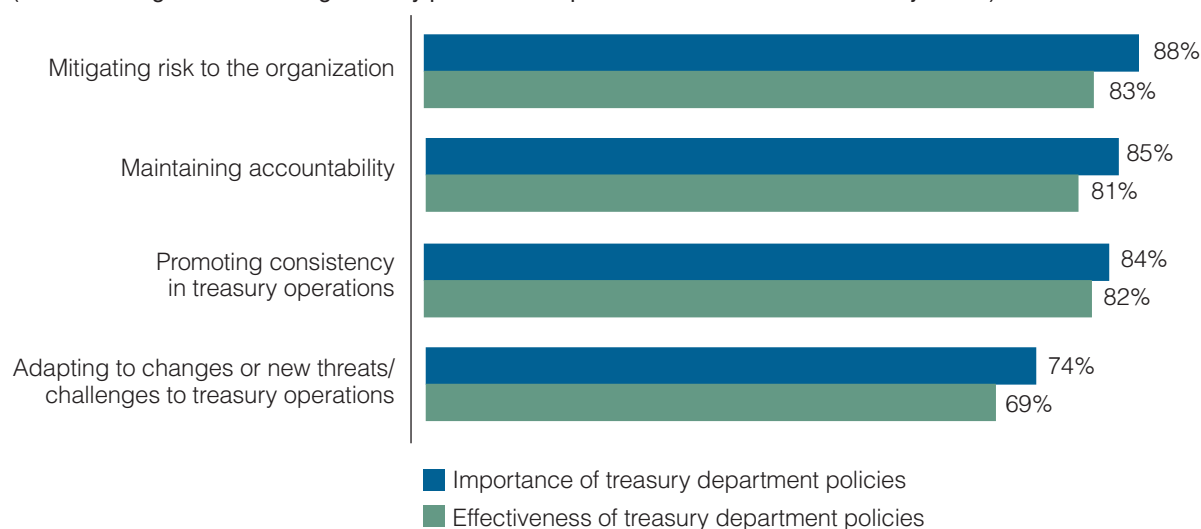 Mitigating risk to the organization
88%
83%
Maintaining accountability
85%
81%
Promoting consistency
in treasury operations
84%
82%
Adapting to changes or new threats/
challenges to treasury operations
74%
69%
Importance of treasury department policies
Effectiveness of treasury department policies